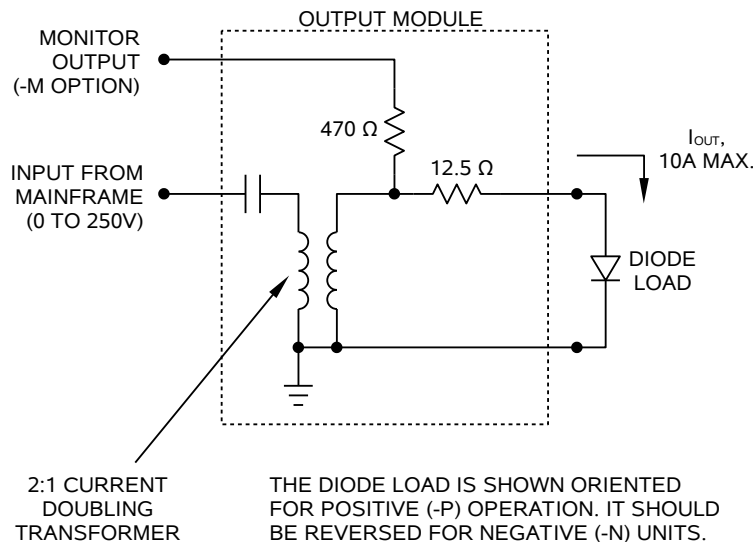 OUTPUT MODULE
MONITOR
OUTPUT
(-M OPTION)
470 Ω
12.5 Ω
IOUT,
10A MAX.
INPUT FROM
MAINFRAME
(0 TO 250V)
DIODE
LOAD
2:1 CURRENT
DOUBLING
TRANSFORMER
THE DIODE LOAD IS SHOWN ORIENTED
FOR POSITIVE (-P) OPERATION. IT SHOULD
BE REVERSED FOR NEGATIVE (-N) UNITS.